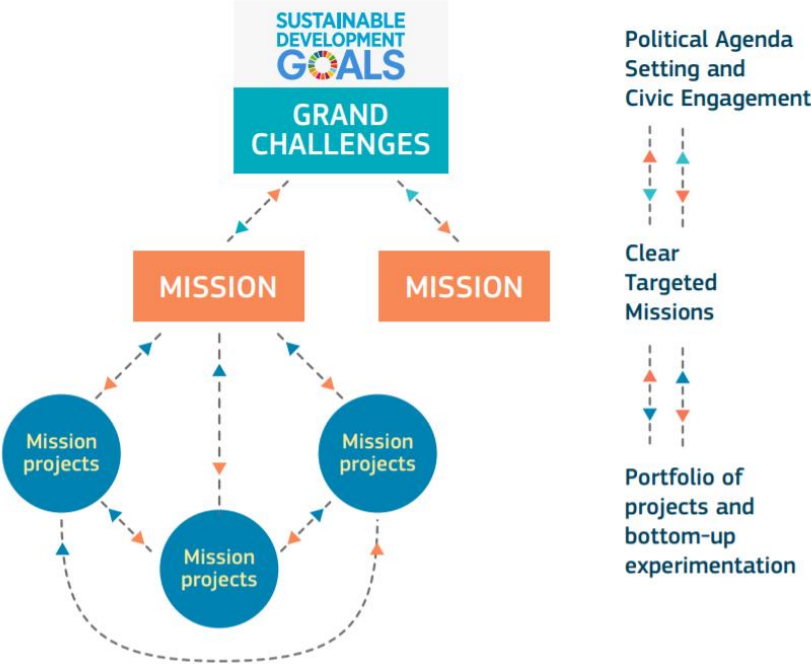 SUSTAINABLE
DEVELOPMENT
GOALS
GRAND
CHALLENGES
MISSION
MISSION
Mission
projects
Mission
projects
Mission
projects
Political Agenda
Setting and
Civic Engagement
Clear
Targeted
Missions
Portfolio of
projects and
bottom-up
experimentation